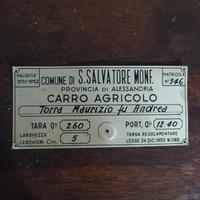 VALIDITÀ
1951-1952
COMUNE DI S.SALVATORE MONF.
MATRICOLA
N° 346
PROVINCIA DI ALESSANDRIA
CARRO AGRICOLO
Torra Maurizio fu Andrea
TARA Q.li 2.60 PORT. Q.li 12.40
LARGHEZZA
CERCHIONI Cm. 5
TARGA REGOLAMENTARE
LEGGE 24 DIC. 1950 N.1165